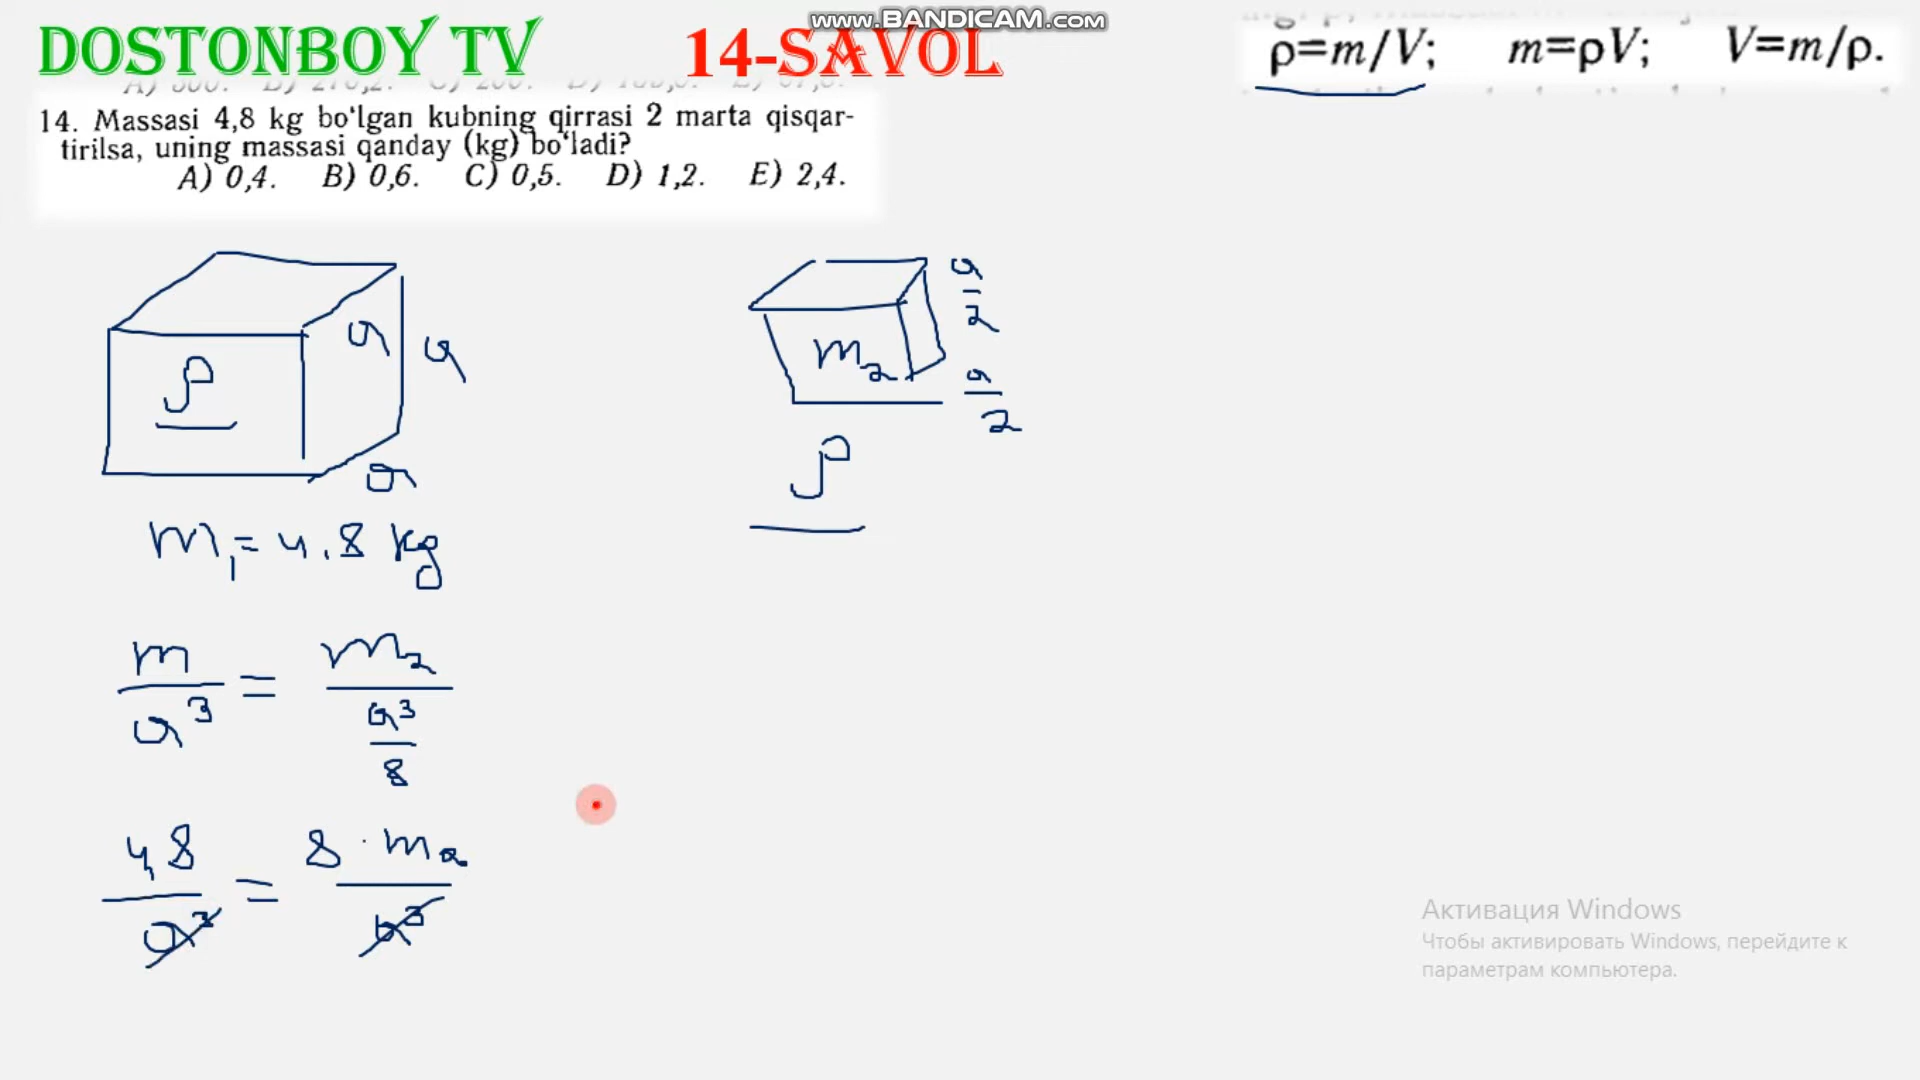 www.BANDICAM.com
DOSTONBOY TV
14-SAVOL
ρ=m/V; m=ρV; V=m/ρ.
14. Massasi 4,8 kg bo‘lgan kubning qirrasi 2 marta qisqar-
tirilsa, uning massasi qanday (kg) bo‘ladi?
A) 0,4. B) 0,6. C) 0,5. D) 1,2. E) 2,4.
ρ
a
a
a
m₂
a/2
a/2
ρ
m₁=4.8 kg
m/a³ = m₂/(a³/8)
4,8/a³ = 8·m₂/a³
Активация Windows
Чтобы активировать Windows, перейдите к
параметрам компьютера.